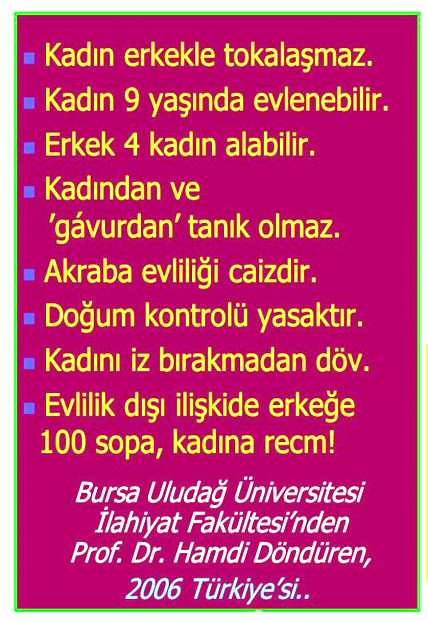 Kadın erkekle tokalaşmaz.
Kadın 9 yaşında evlenebilir.
Erkek 4 kadın alabilir.
Kadından ve
’gávurdan’ tanık olmaz.
Akraba evliliği caizdir.
Doğum kontrolü yasaktır.
Kadını iz bırakmadan döv.
Evlilik dışı ilişkide erkeğe
100 sopa, kadına recm!
Bursa Uludağ Üniversitesi
İlahiyat Fakültesi’nden
Prof. Dr. Hamdi Döndüren,
2006 Türkiye’si..